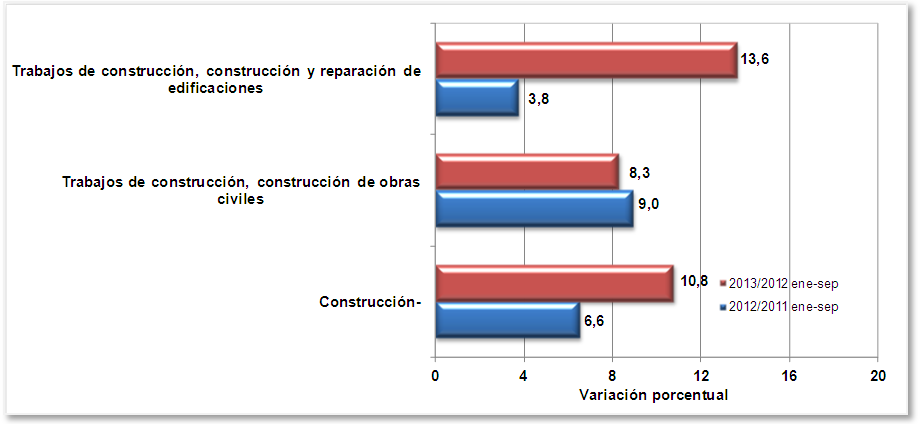 Trabajos de construcción, construcción y reparación de
edificaciones
13,6
3,8
Trabajos de construcción, construcción de obras
civiles
8,3
9,0
Construcción-
10,8
6,6
2013/2012 ene-sep
2012/2011 ene-sep
0 4 8 12 16 20
Variación porcentual